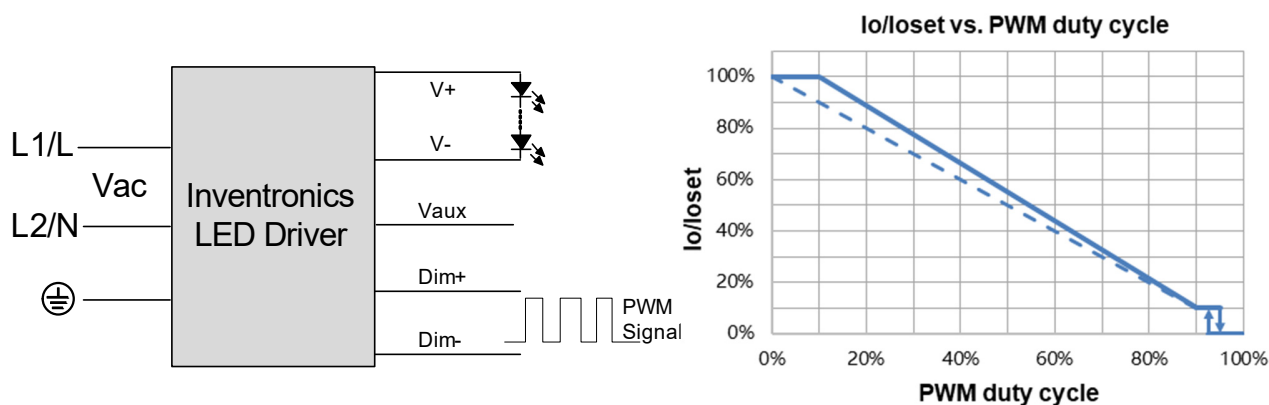 L1/L
Vac
L2/N
Inventronics
LED Driver
V+
V-
Vaux
Dim+
Dim-
PWM
Signal
Io/Ioset vs. PWM duty cycle
Io/Ioset
100%
80%
60%
40%
20%
0%
0%
20%
40%
60%
80%
100%
PWM duty cycle